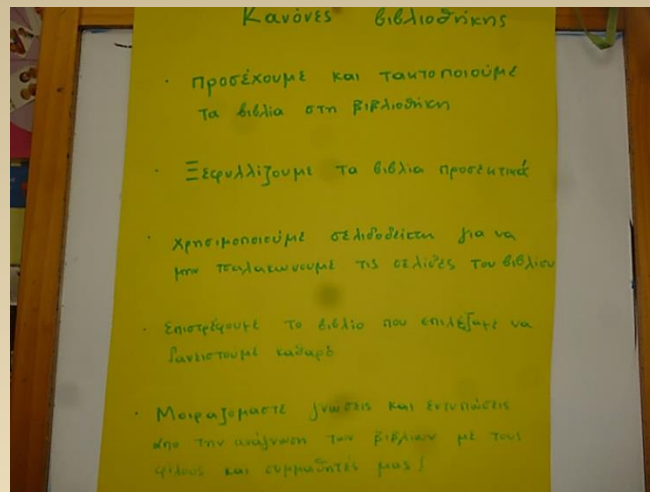 Κανόνες βιβλιοθήκης
· Προσέχουμε και τακτοποιούμε
τα βιβλία στη βιβλιοθήκη
· Ξεφυλλίζουμε τα βιβλία προσεκτικά
· Χρησιμοποιούμε σελιδοδείκτη για να
μην τσαλακώνουμε τις σελίδες του βιβλίου
· Επιστρέφουμε το βιβλίο που επιλέξαμε να
δανειστούμε καθαρό
· Μοιραζόμαστε γνώσεις και εντυπώσεις
απο την ανάγνωση των βιβλίων με τους
φίλους και συμμαθητές μας!